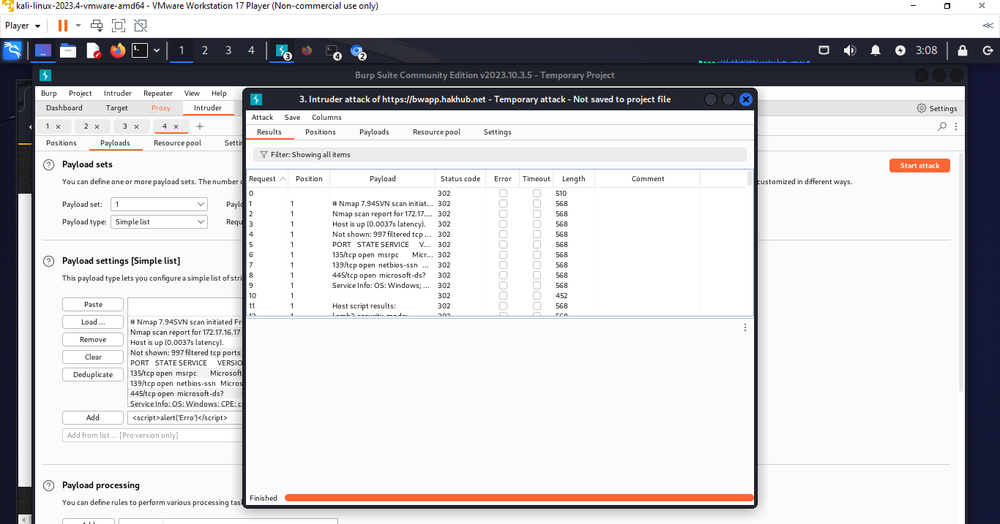 kali-linux-2023.4-vmware-amd64 - VMware Workstation 17 Player (Non-commercial use only)
Player
1 2 3 4 3 4 2 3:08
Burp Suite Community Edition v2023.10.3.5 - Temporary Project
Burp Project Intruder Repeater View Help
Dashboard Target Proxy Intruder Settings
1 × 2 × 3 × 4 × +
Positions Payloads Resource pool Settin
Payload sets
Start attack
You can define one or more payload sets. The number customized in different ways.
Payload set: 1 Paylo
Payload type: Simple list Requ
Payload settings [Simple list]
This payload type lets you configure a simple list of stri
Paste
Load ...
Remove
Clear
Deduplicate
# Nmap 7.94SVN scan initiated Fri
Nmap scan report for 172.17.16.17
Host is up (0.0037s latency).
Not shown: 997 filtered tcp ports
PORT STATE SERVICE VERSIO
135/tcp open msrpc Microsoft
139/tcp open netbios-ssn Micros
445/tcp open microsoft-ds?
Service Info: OS: Windows; CPE: c
Add <script>alert('Erro')</script>
Add from list ... [Pro version only]
Payload processing
You can define rules to perform various processing task
Add
3. Intruder attack of https://bwapp.hakhub.net - Temporary attack - Not saved to project file
Attack Save Columns
Results Positions Payloads Resource pool Settings
Filter: Showing all items
Request Position Payload Status code Error Timeout Length Comment
0 302 510
1 1 # Nmap 7.94SVN scan initiat... 302 568
2 1 Nmap scan report for 172.17.... 302 568
3 1 Host is up (0.0037s latency). 302 568
4 1 Not shown: 997 filtered tcp ... 302 568
5 1 PORT STATE SERVICE V... 302 568
6 1 135/tcp open msrpc Micr... 302 568
7 1 139/tcp open netbios-ssn ... 302 568
8 1 445/tcp open microsoft-ds? 302 568
9 1 Service Info: OS: Windows; ... 302 568
10 1 302 452
11 1 Host script results: 302 568
12 1 302 568
Finished